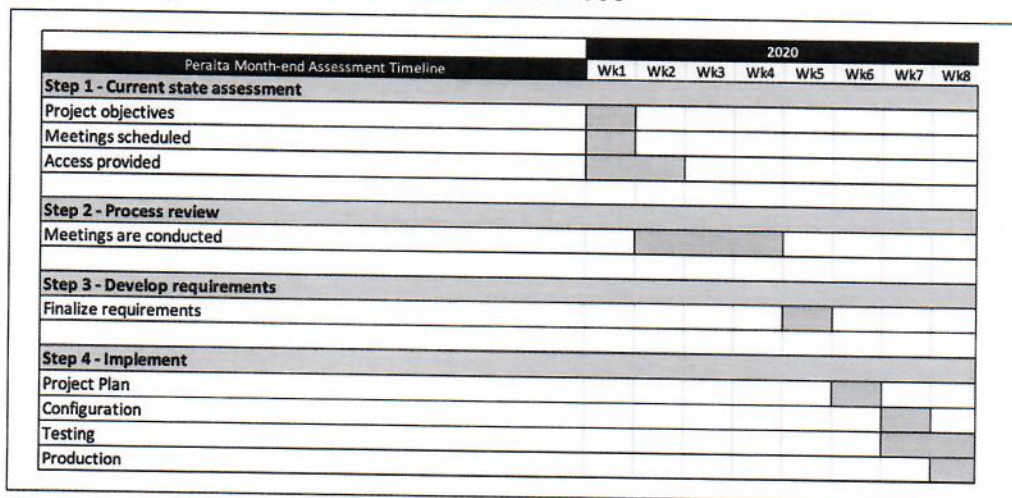 2020
Peralta Month-end Assessment Timeline Wk1 Wk2 Wk3 Wk4 Wk5 Wk6 Wk7 Wk8
Step 1 - Current state assessment
Project objectives
Meetings scheduled
Access provided
Step 2 - Process review
Meetings are conducted
Step 3 - Develop requirements
Finalize requirements
Step 4 - Implement
Project Plan
Configuration
Testing
Production